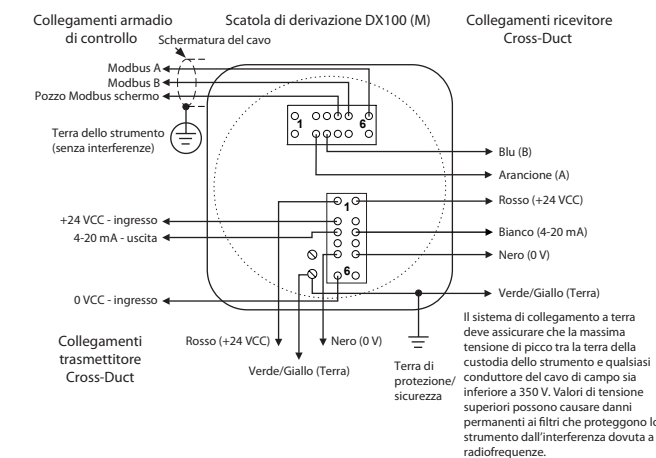 Collegamenti armadio
di controllo
Scatola di derivazione DX100 (M)
Collegamenti ricevitore
Cross-Duct
Schermatura del cavo
Modbus A
Modbus B
Pozzo Modbus schermo
Terra dello strumento
(senza interferenze)
1
6
Blu (B)
Arancione (A)
Rosso (+24 VCC)
1
+24 VCC - ingresso
4-20 mA - uscita
Bianco (4-20 mA)
Nero (0 V)
6
0 VCC - ingresso
Verde/Giallo (Terra)
Collegamenti
trasmettitore
Cross-Duct
Rosso (+24 VCC)
Nero (0 V)
Verde/Giallo (Terra)
Terra di
protezione/
sicurezza
Il sistema di collegamento a terra
deve assicurare che la massima
tensione di picco tra la terra della
custodia dello strumento e qualsiasi
conduttore del cavo di campo sia
inferiore a 350 V. Valori di tensione
superiori possono causare danni
permanenti ai filtri che proteggono lo
strumento dall'interferenza dovuta a
radiofrequenze.